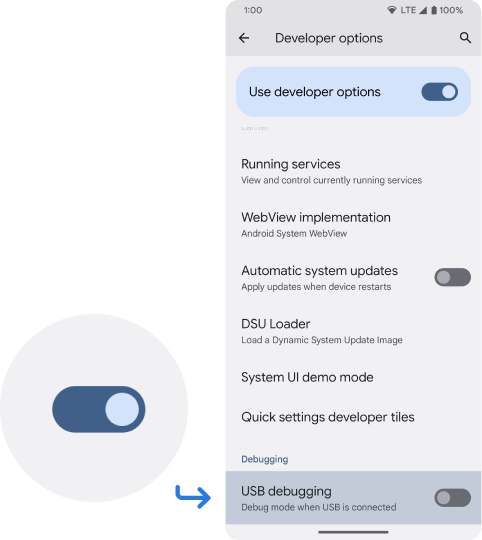 1:00 LTE 100%
Developer options
Use developer options
Running services
View and control currently running services
WebView implementation
Android System WebView
Automatic system updates
Apply updates when device restarts
DSU Loader
Load a Dynamic System Update Image
System UI demo mode
Quick settings developer tiles
Debugging
USB debugging
Debug mode when USB is connected